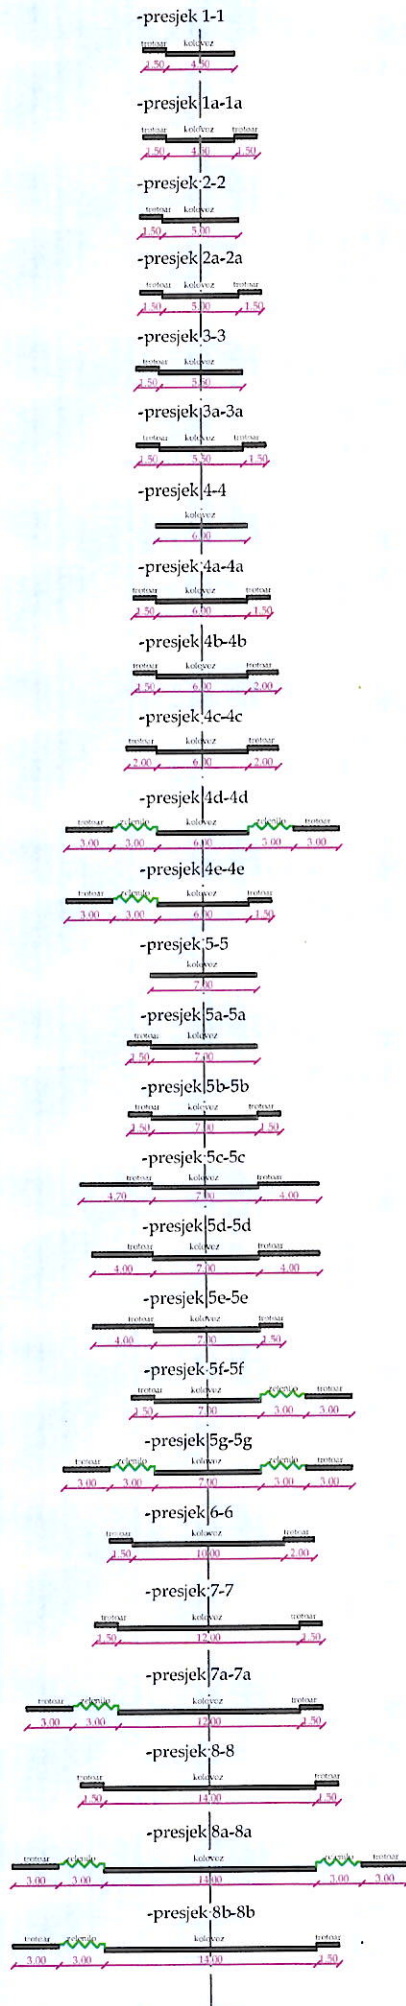 -presjek 1-1
trotoar kolovoz
1.50 4.50
-presjek 1a-1a
trotoar kolovoz trotoar
1.50 4.50 1.50
-presjek 2-2
trotoar kolovoz
1.50 5.00
-presjek 2a-2a
trotoar kolovoz trotoar
1.50 5.00 1.50
-presjek 3-3
trotoar kolovoz
1.50 5.50
-presjek 3a-3a
trotoar kolovoz trotoar
1.50 5.50 1.50
-presjek 4-4
kolovoz
6.00
-presjek 4a-4a
trotoar kolovoz trotoar
1.50 6.00 1.50
-presjek 4b-4b
trotoar kolovoz trotoar
1.50 6.00 2.00
-presjek 4c-4c
trotoar kolovoz trotoar
2.00 6.00 2.00
-presjek 4d-4d
trotoar zelenilo kolovoz zelenilo trotoar
3.00 3.00 6.00 3.00 3.00
-presjek 4e-4e
trotoar zelenilo kolovoz trotoar
3.00 3.00 6.00 1.50
-presjek 5-5
kolovoz
7.00
-presjek 5a-5a
trotoar kolovoz
1.50 7.00
-presjek 5b-5b
trotoar kolovoz trotoar
1.50 7.00 1.50
-presjek 5c-5c
trotoar kolovoz trotoar
4.70 7.00 4.00
-presjek 5d-5d
trotoar kolovoz trotoar
4.00 7.00 4.00
-presjek 5e-5e
trotoar kolovoz trotoar
4.00 7.00 1.50
-presjek 5f-5f
trotoar kolovoz zelenilo trotoar
1.50 7.00 3.00 3.00
-presjek 5g-5g
trotoar zelenilo kolovoz zelenilo trotoar
3.00 3.00 7.00 3.00 3.00
-presjek 6-6
trotoar kolovoz trotoar
1.50 10.00 2.00
-presjek 7-7
trotoar kolovoz trotoar
1.50 12.00 1.50
-presjek 7a-7a
trotoar zelenilo kolovoz trotoar
3.00 3.00 12.00 1.50
-presjek 8-8
trotoar kolovoz trotoar
1.50 14.00 1.50
-presjek 8a-8a
trotoar zelenilo kolovoz zelenilo trotoar
3.00 3.00 14.00 3.00 3.00
-presjek 8b-8b
trotoar zelenilo kolovoz trotoar
3.00 3.00 14.00 1.50